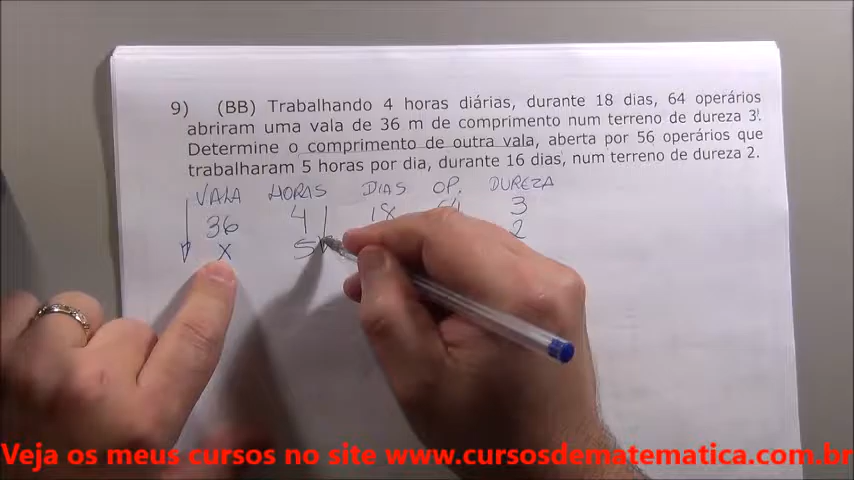 9) (BB) Trabalhando 4 horas diárias, durante 18 dias, 64 operários
abriram uma vala de 36 m de comprimento num terreno de dureza 3.
Determine o comprimento de outra vala, aberta por 56 operários que
trabalharam 5 horas por dia, durante 16 dias, num terreno de dureza 2.
VALA HORAS DIAS OP. DUREZA
36 4 18 3
X 5 2
Veja os meus cursos no site www.cursosdematematica.com.br